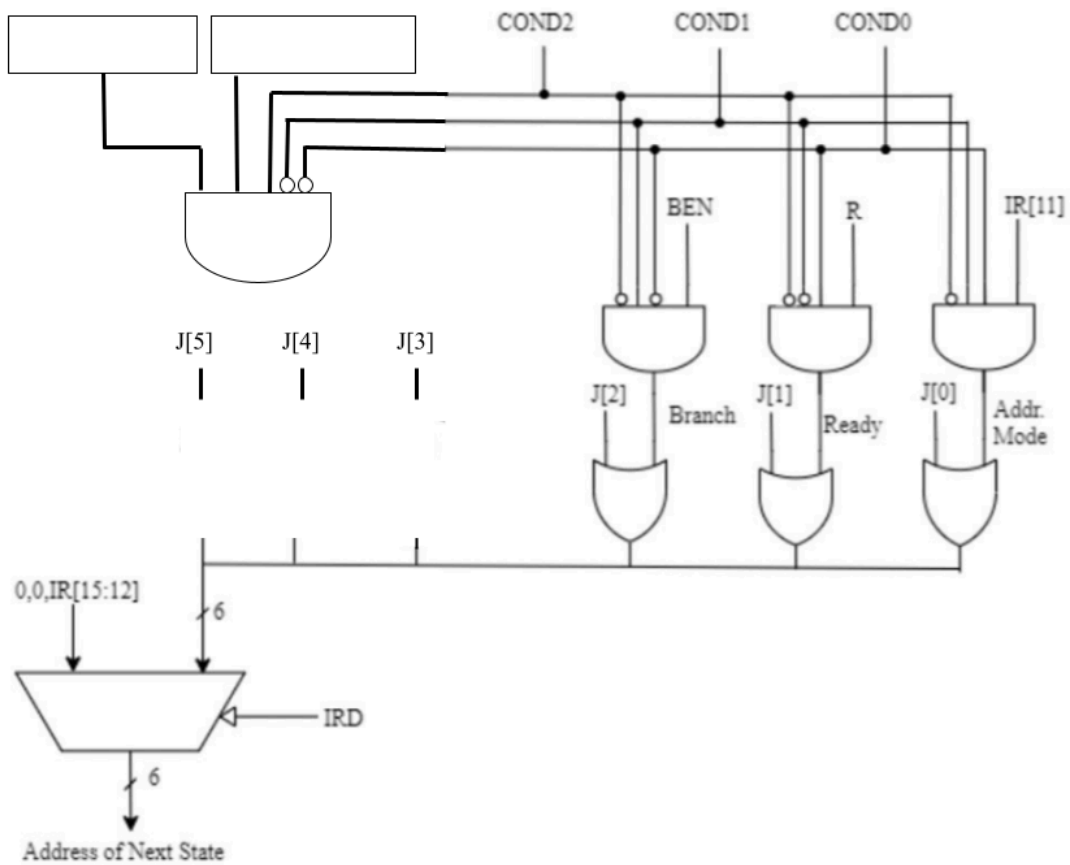 COND2 COND1 COND0
BEN R IR[11]
J[5] J[4] J[3]
J[2] Branch J[1] Ready J[0] Addr.
Mode
0,0,IR[15:12]
6
IRD
6
Address of Next State